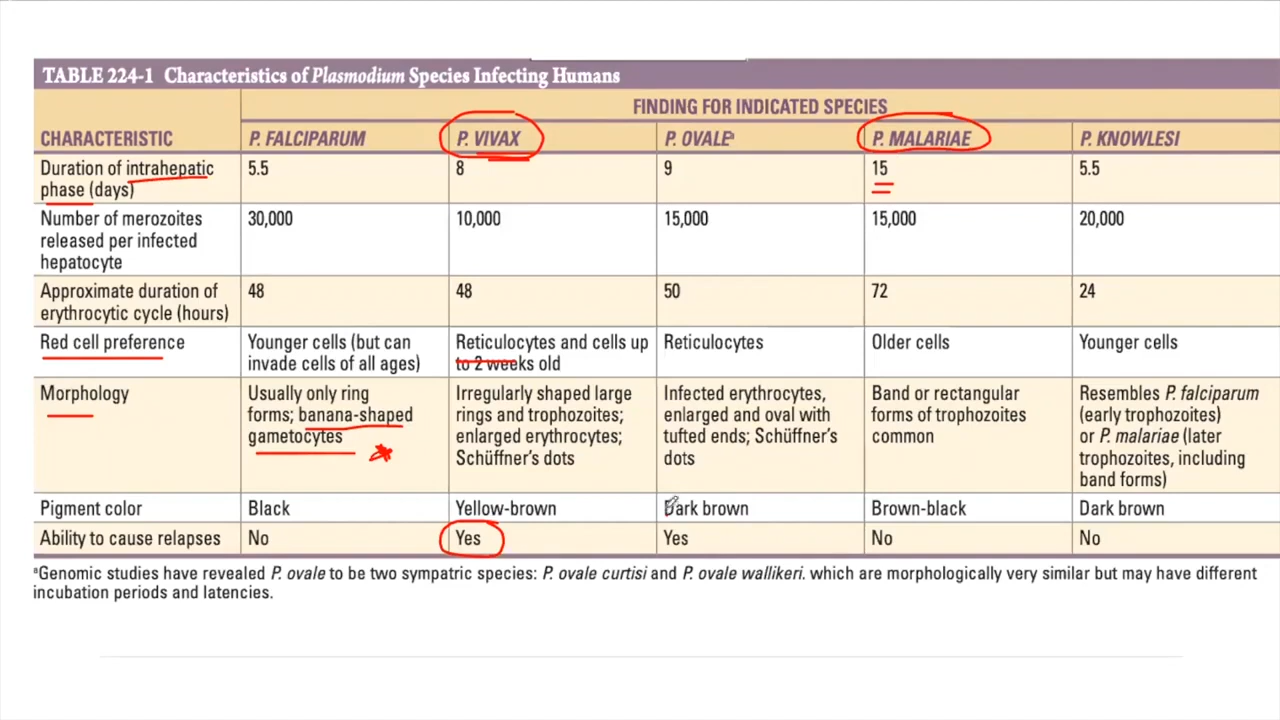 TABLE 224-1 Characteristics of Plasmodium Species Infecting Humans
FINDING FOR INDICATED SPECIES
CHARACTERISTIC P. FALCIPARUM P. VIVAX P. OVALEᵃ P. MALARIAE P. KNOWLESI
Duration of intrahepatic 5.5 8 9 15 5.5
phase (days)
Number of merozoites 30,000 10,000 15,000 15,000 20,000
released per infected
hepatocyte
Approximate duration of 48 48 50 72 24
erythrocytic cycle (hours)
Red cell preference Younger cells (but can Reticulocytes and cells up Reticulocytes Older cells Younger cells
invade cells of all ages) to 2 weeks old
Morphology Usually only ring Irregularly shaped large Infected erythrocytes, Band or rectangular Resembles P. falciparum
forms; banana-shaped rings and trophozoites; enlarged and oval with forms of trophozoites (early trophozoites)
gametocytes enlarged erythrocytes; tufted ends; Schüffner's common or P. malariae (later
Schüffner's dots dots trophozoites, including
band forms)
Pigment color Black Yellow-brown Dark brown Brown-black Dark brown
Ability to cause relapses No Yes Yes No No
ᵃGenomic studies have revealed P. ovale to be two sympatric species: P. ovale curtisi and P. ovale wallikeri. which are morphologically very similar but may have different
incubation periods and latencies.